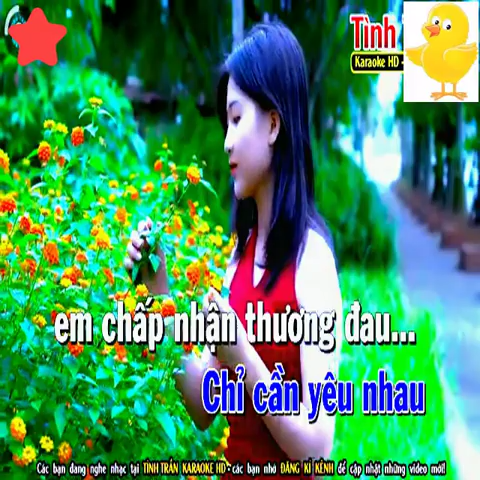 Tình
Karaoke HD -
em chấp nhận thương đau...
Chỉ cần yêu nhau
Các bạn đang nghe nhạc tại TÌNH TRẦN KARAOKE HD - các bạn nhớ ĐĂNG KÍ KÊNH để cập nhật những video mới!